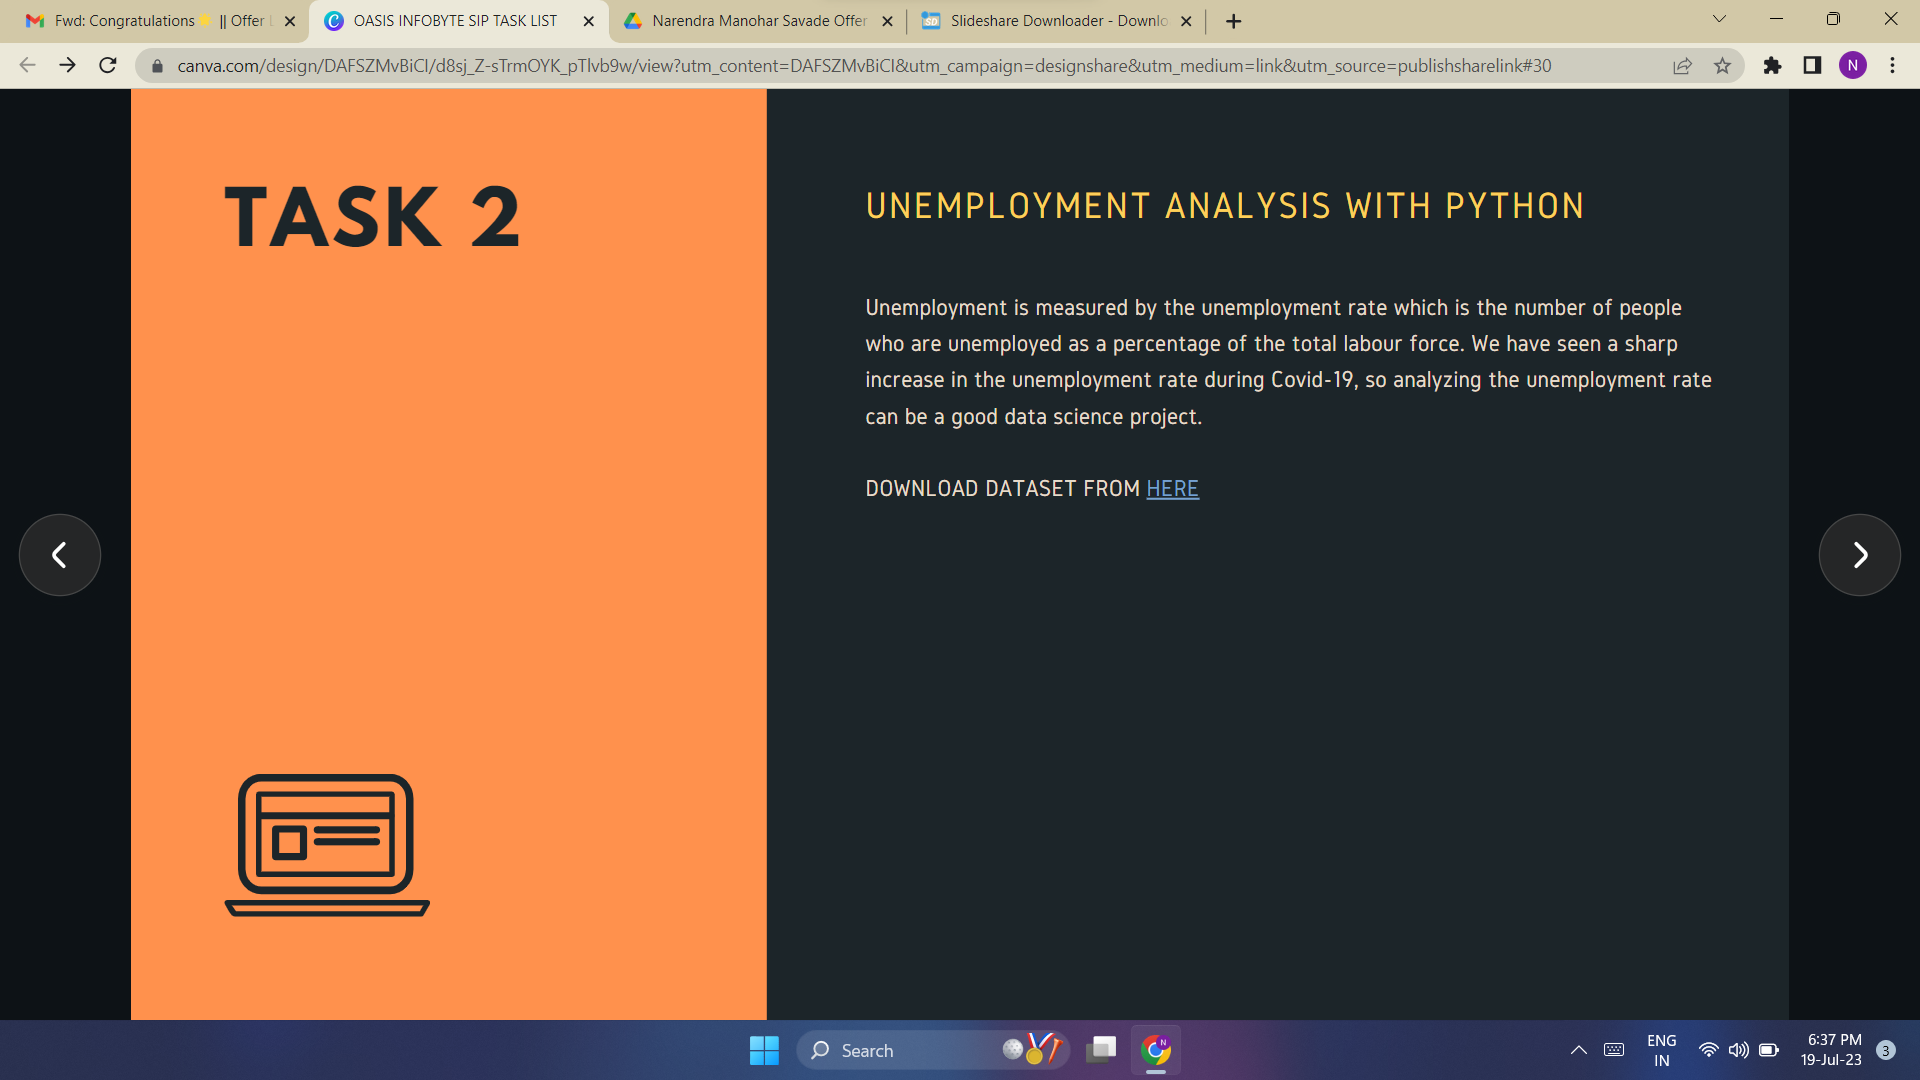 Fwd: Congratulations🌟 || Offer
OASIS INFOBYTE SIP TASK LIST
Narendra Manohar Savade Offer
Slideshare Downloader - Downlo
canva.com/design/DAFSZMvBiCI/d8sj_Z-sTrmOYK_pTlvb9w/view?utm_content=DAFSZMvBiCI&utm_campaign=designshare&utm_medium=link&utm_source=publishsharelink#30
N
TASK 2
UNEMPLOYMENT ANALYSIS WITH PYTHON
Unemployment is measured by the unemployment rate which is the number of people
who are unemployed as a percentage of the total labour force. We have seen a sharp
increase in the unemployment rate during Covid-19, so analyzing the unemployment rate
can be a good data science project.
DOWNLOAD DATASET FROM HERE
Search
ENG
IN
6:37 PM
19-Jul-23
3